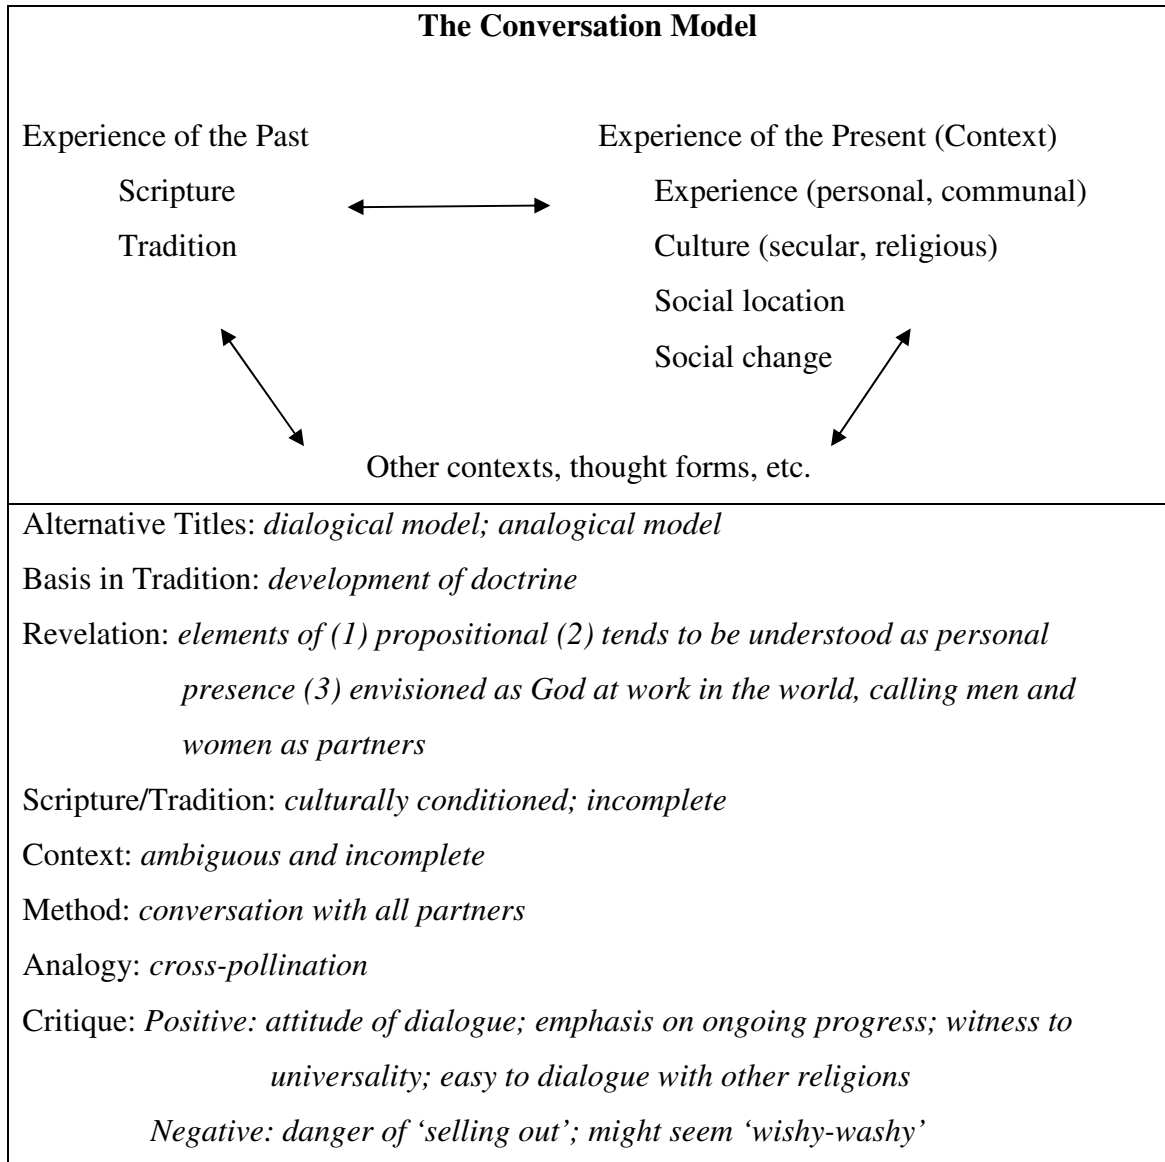 The Conversation Model
Experience of the Past
Experience of the Present (Context)
Scripture
Experience (personal, communal)
Tradition
Culture (secular, religious)
Social location
Social change
Other contexts, thought forms, etc.
Alternative Titles: dialogical model; analogical model
Basis in Tradition: development of doctrine
Revelation: elements of (1) propositional (2) tends to be understood as personal
presence (3) envisioned as God at work in the world, calling men and
women as partners
Scripture/Tradition: culturally conditioned; incomplete
Context: ambiguous and incomplete
Method: conversation with all partners
Analogy: cross-pollination
Critique: Positive: attitude of dialogue; emphasis on ongoing progress; witness to
universality; easy to dialogue with other religions
Negative: danger of ‘selling out’; might seem ‘wishy-washy’